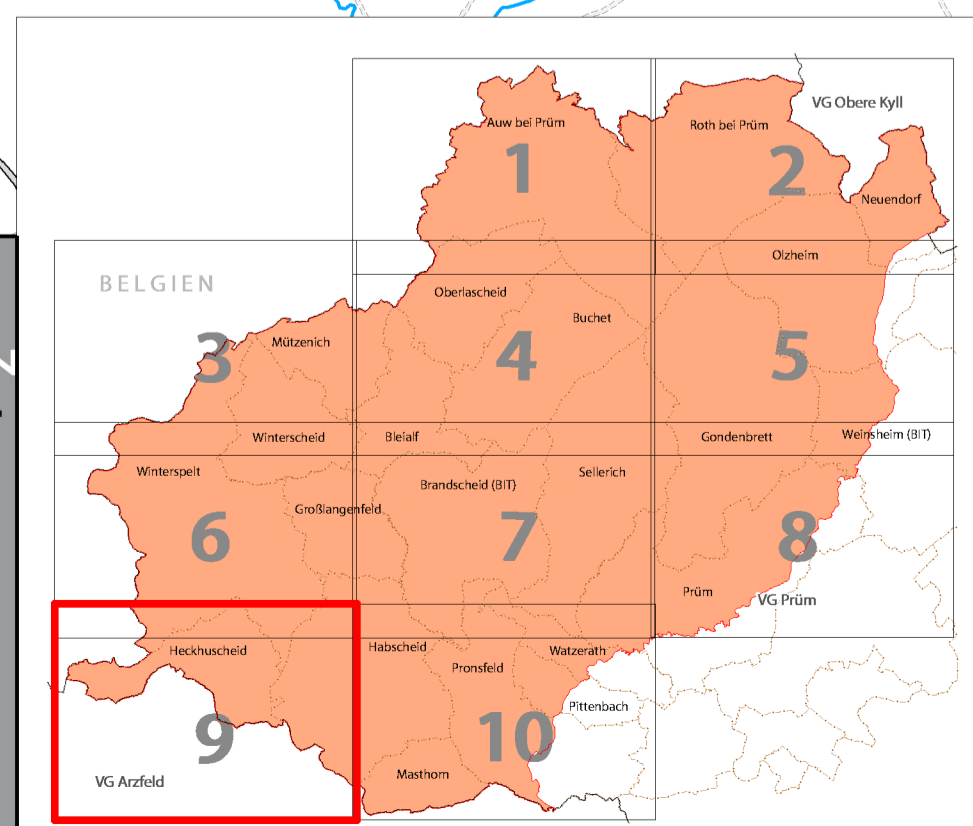 VG Obere Kyll
Auw bei Prüm
Roth bei Prüm
1
2
Neuendorf
Olzheim
BELGIEN
Oberlascheid
Buchet
Mützenich
3
4
5
Winterscheid
Bleialf
Gondenbrett
Weinsheim (BIT)
Winterspelt
Sellerich
Brandscheid (BIT)
Großlangenfeld
6
7
8
Prüm
VG Prüm
Heckhuscheid
Habscheid
Watzerath
Pronsfeld
Pittenbach
9
10
Masthorn
VG Arzfeld